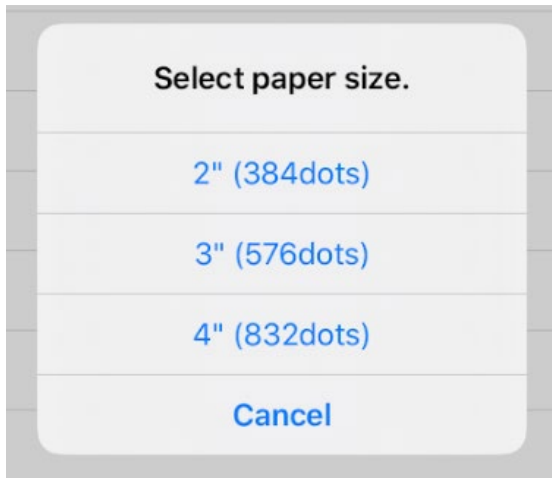 Select paper size.
2" (384dots)
3" (576dots)
4" (832dots)
Cancel